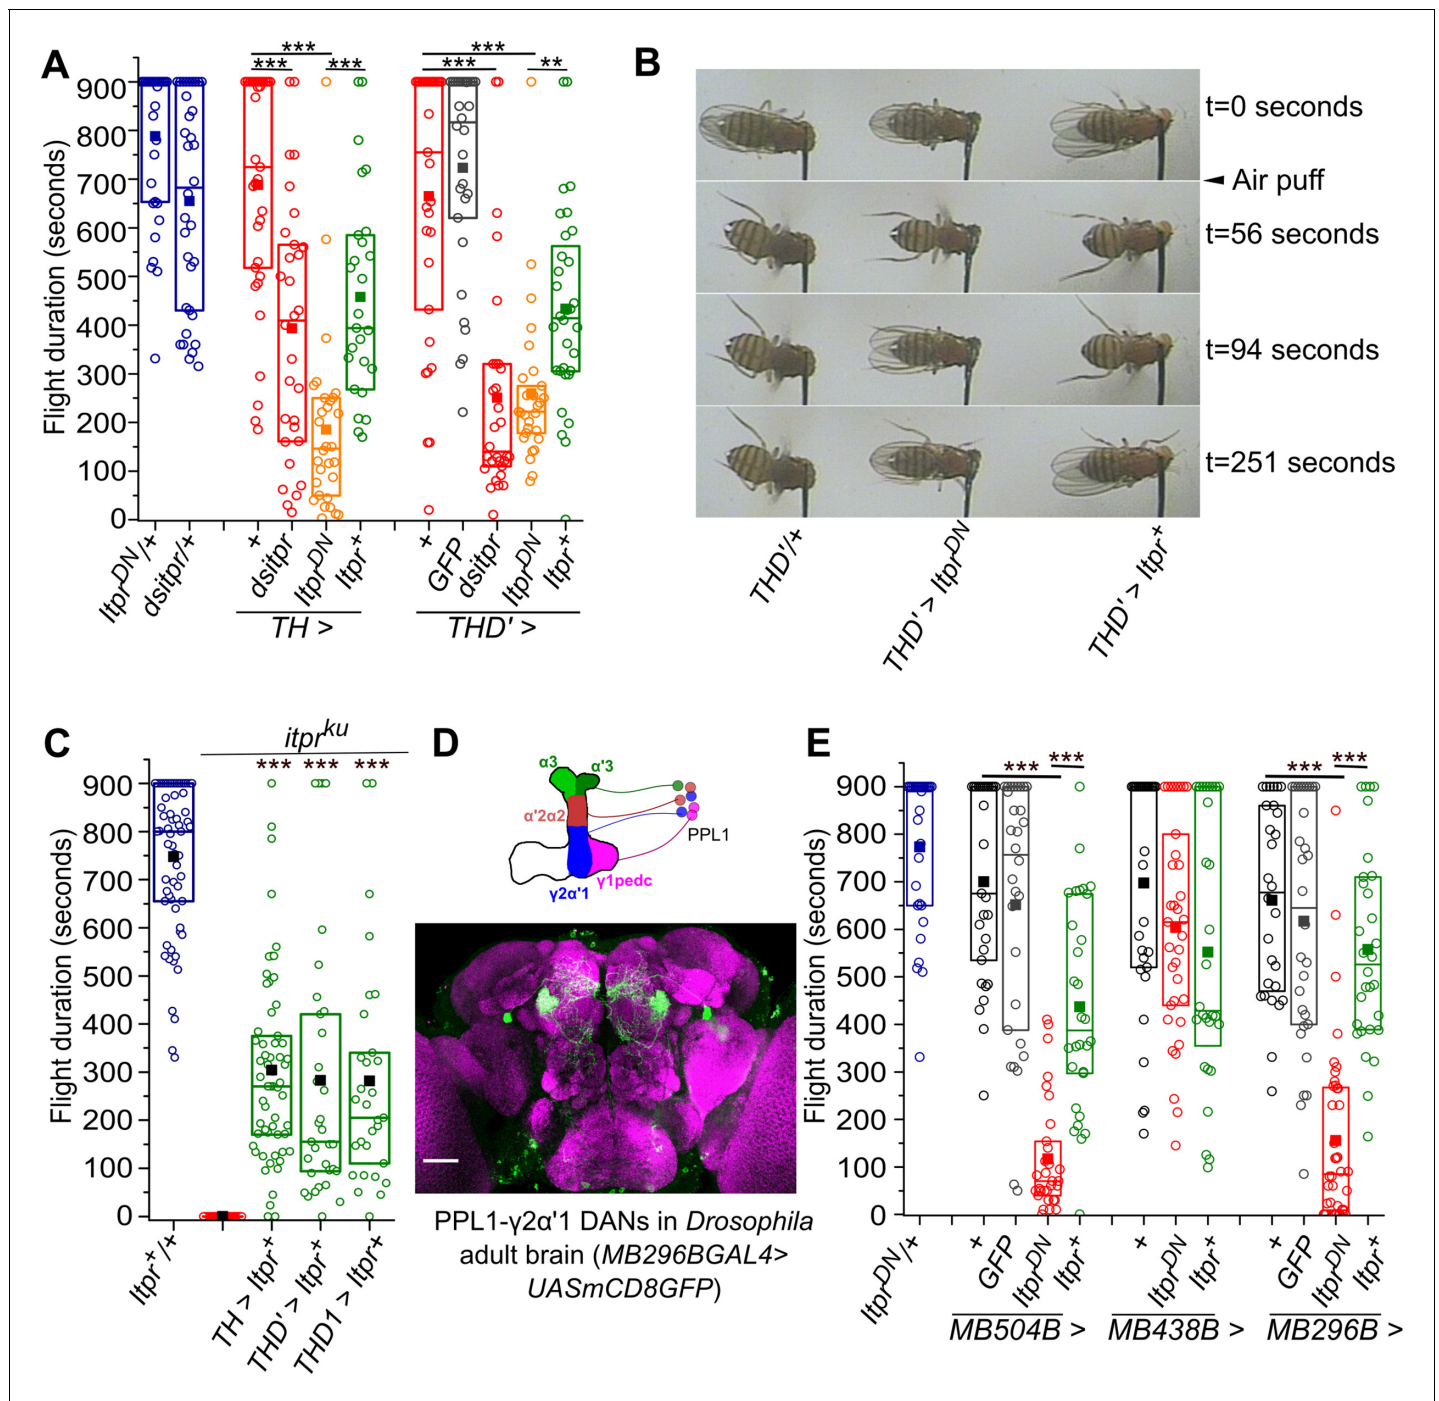 A
Flight duration (seconds)
900
800
700
600
500
400
300
200
100
0
***
***
***
***
***
**
Itpr^DN/+
dsitpr/+
+
dsitpr
Itpr^DN
Itpr^+
TH >
+
GFP
dsitpr
Itpr^DN
Itpr^+
THD' >
B
t=0 seconds
Air puff
t=56 seconds
t=94 seconds
t=251 seconds
THD'/+
THD' > Itpr^DN
THD' > Itpr^+
C
itpr^ku
*** *** ***
Flight duration (seconds)
900
800
700
600
500
400
300
200
100
0
Itpr^+/+
TH > Itpr^+
THD' > Itpr^+
THD1 > Itpr+
D
α3
α'3
α'2α2
PPL1
γ1pedc
γ2α'1
PPL1-γ2α'1 DANs in Drosophila
adult brain (MB296BGAL4>
UASmCD8GFP)
E
Flight duration (seconds)
900
800
700
600
500
400
300
200
100
0
***
***
***
***
Itpr^DN/+
+
GFP
Itpr^DN
Itpr^+
MB504B >
+
Itpr^DN
Itpr^+
MB438B >
+
GFP
Itpr^DN
Itpr^+
MB296B >